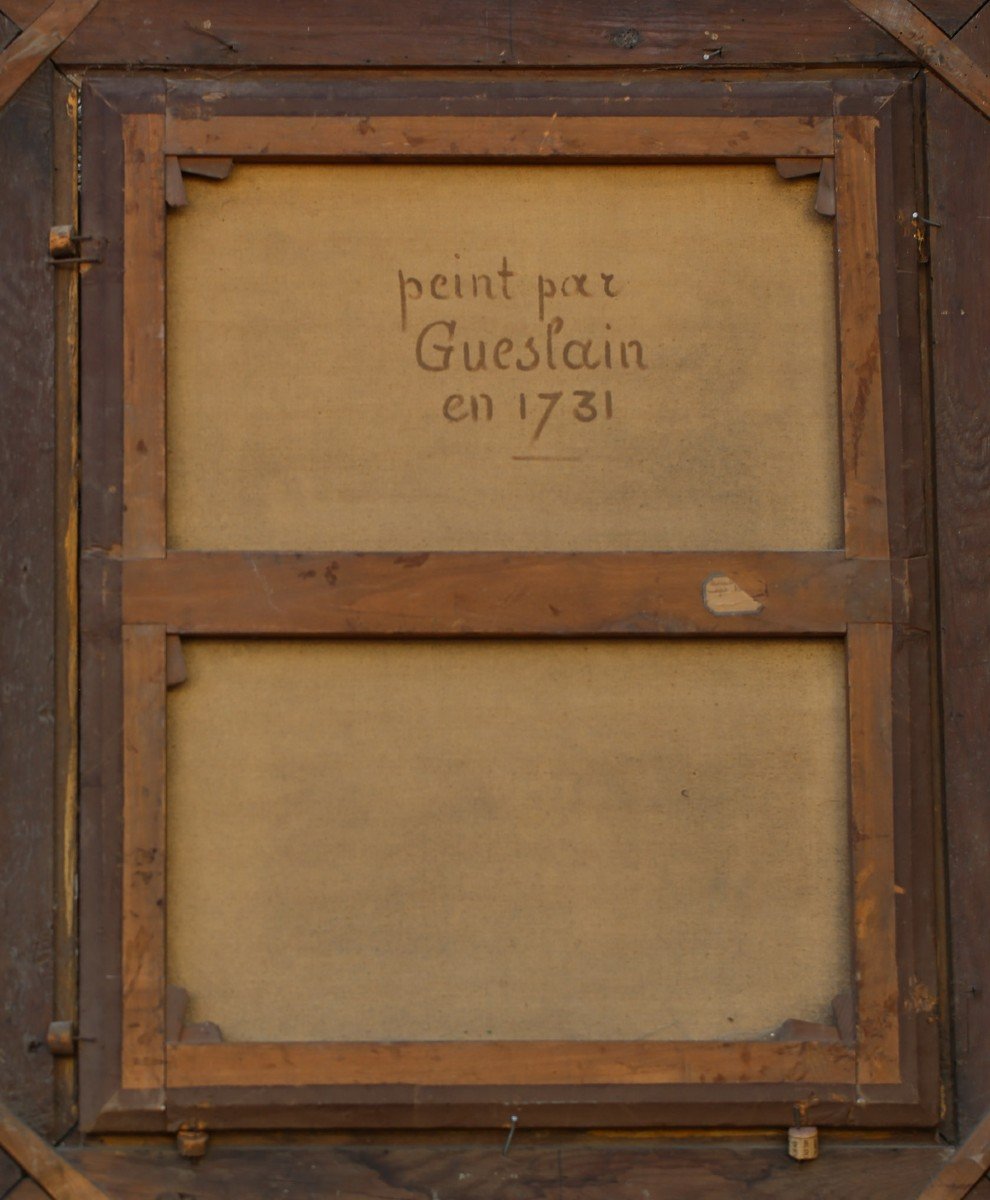 peint par
Gueslain
en 1731